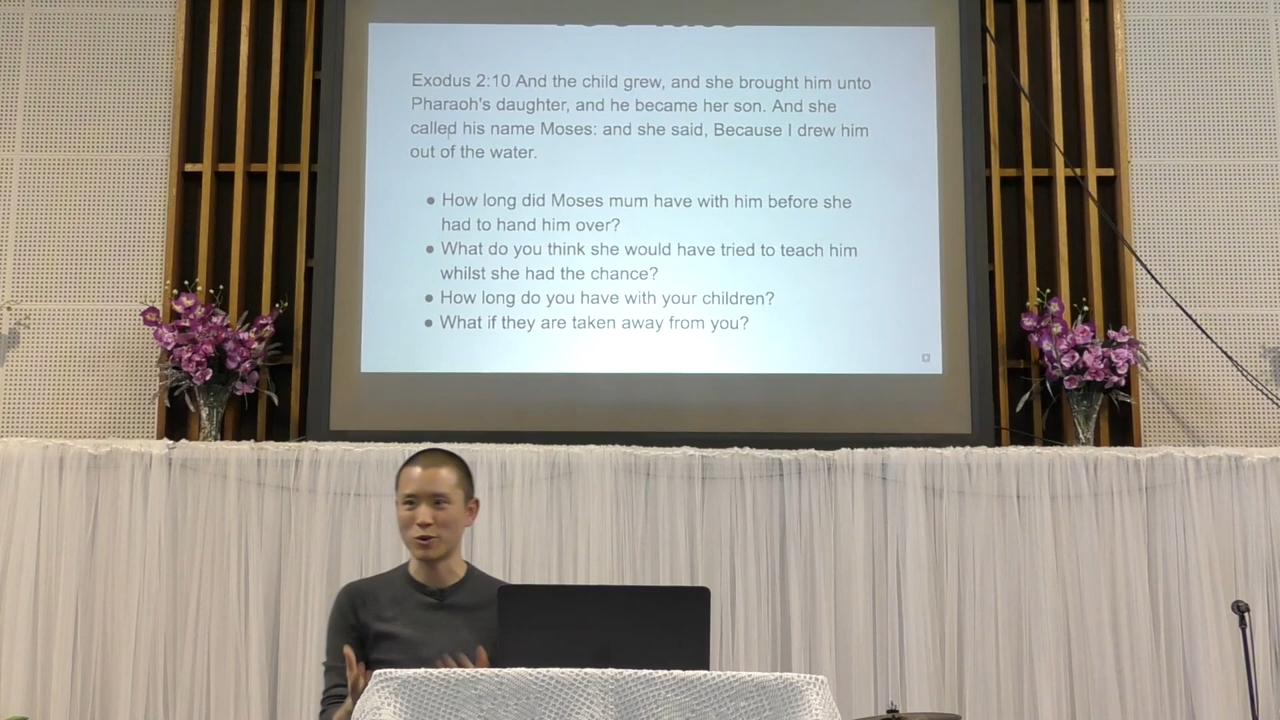 Exodus 2:10 And the child grew, and she brought him unto
Pharaoh's daughter, and he became her son. And she
called his name Moses: and she said, Because I drew him
out of the water.
● How long did Moses mum have with him before she
had to hand him over?
● What do you think she would have tried to teach him
whilst she had the chance?
● How long do you have with your children?
● What if they are taken away from you?